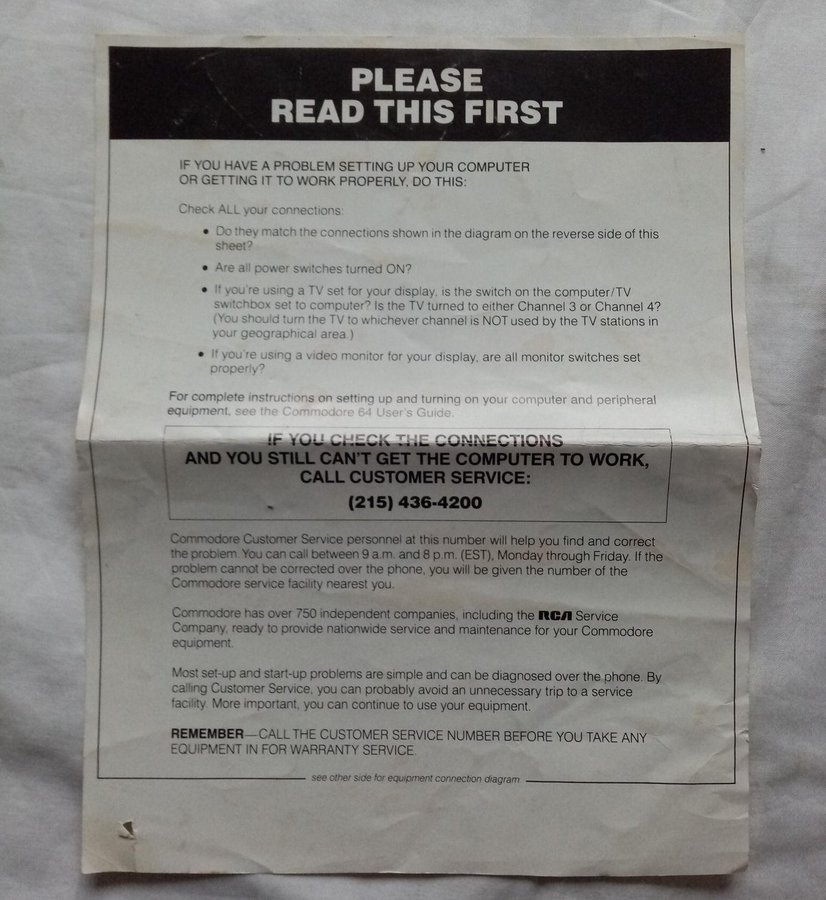 PLEASE
READ THIS FIRST
IF YOU HAVE A PROBLEM SETTING UP YOUR COMPUTER
OR GETTING IT TO WORK PROPERLY, DO THIS:
Check ALL your connections:
• Do they match the connections shown in the diagram on the reverse side of this
sheet?
• Are all power switches turned ON?
• If you're using a TV set for your display, is the switch on the computer/TV
switchbox set to computer? Is the TV turned to either Channel 3 or Channel 4?
(You should turn the TV to whichever channel is NOT used by the TV stations in
your geographical area.)
• If you're using a video monitor for your display, are all monitor switches set
properly?
For complete instructions on setting up and turning on your computer and peripheral
equipment, see the Commodore 64 User's Guide.
IF YOU CHECK THE CONNECTIONS
AND YOU STILL CAN'T GET THE COMPUTER TO WORK,
CALL CUSTOMER SERVICE:
(215) 436-4200
Commodore Customer Service personnel at this number will help you find and correct
the problem. You can call between 9 a.m. and 8 p.m. (EST), Monday through Friday. If the
problem cannot be corrected over the phone, you will be given the number of the
Commodore service facility nearest you.
Commodore has over 750 independent companies, including the RCA Service
Company, ready to provide nationwide service and maintenance for your Commodore
equipment.
Most set-up and start-up problems are simple and can be diagnosed over the phone. By
calling Customer Service, you can probably avoid an unnecessary trip to a service
facility. More important, you can continue to use your equipment.
REMEMBER—CALL THE CUSTOMER SERVICE NUMBER BEFORE YOU TAKE ANY
EQUIPMENT IN FOR WARRANTY SERVICE.
see other side for equipment connection diagram